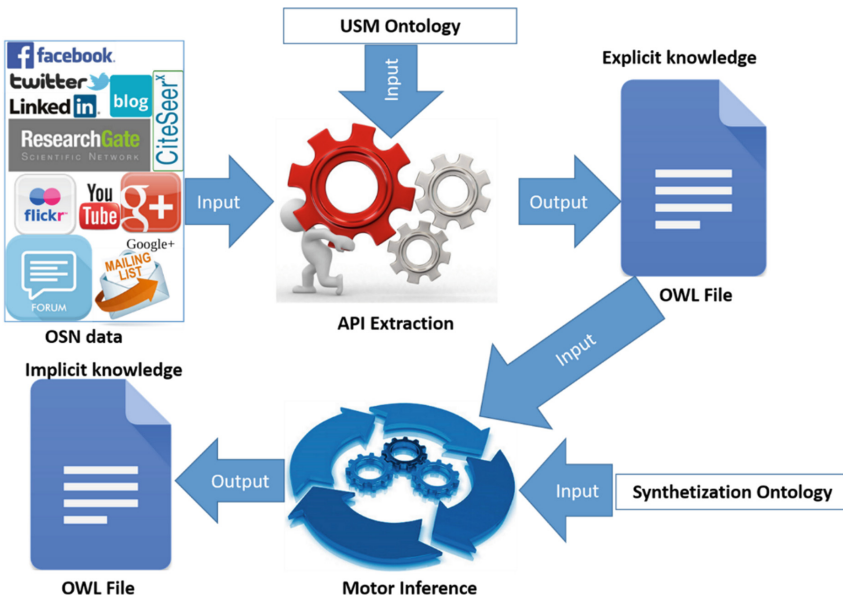 USM Ontology
Input
Explicit knowledge
facebook.
twitter
Linked in.
blog
CiteSeerX
ResearchGate
SCIENTIFIC NETWORK
flickr
You
Tube
g+
Google+
FORUM
MAILING
LIST
OSN data
Input
API Extraction
Output
OWL File
Input
Implicit knowledge
OWL File
Output
Motor Inference
Input
Synthetization Ontology